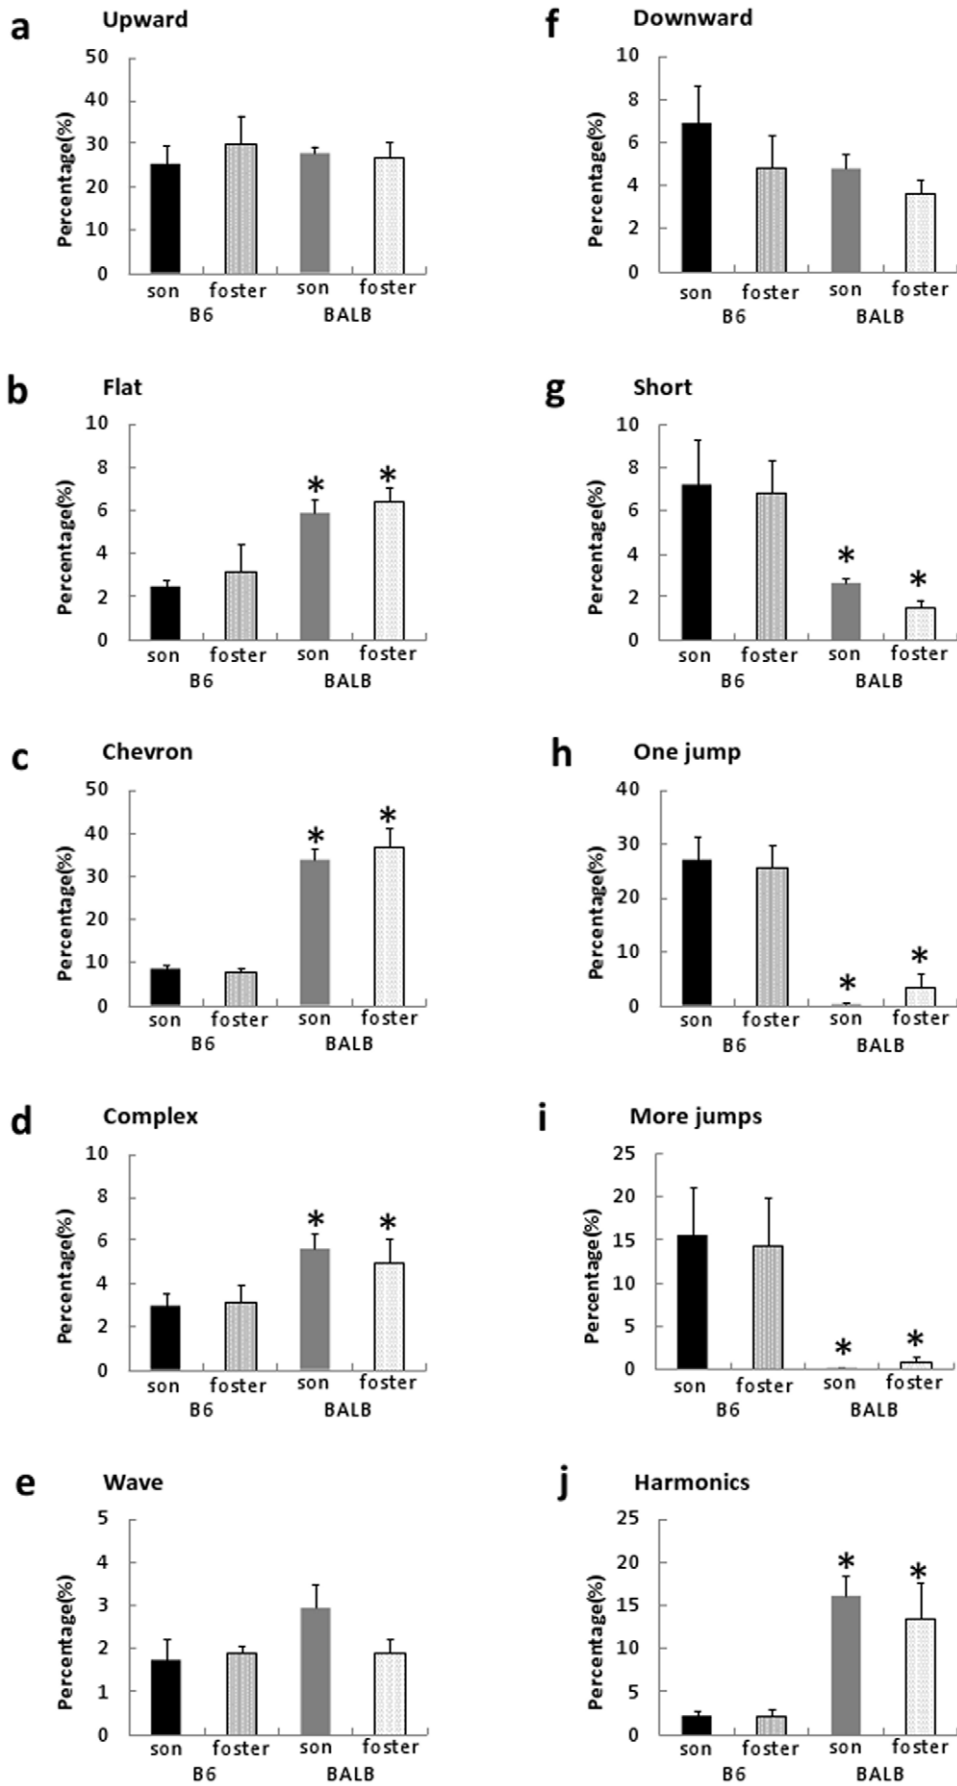 a Upward
50
40
30
20
10
0
Percentage(%)
son foster son foster
B6 BALB
f Downward
10
8
6
4
2
0
Percentage(%)
son foster son foster
B6 BALB
b Flat
10
8
6
4
2
0
Percentage(%)
* *
son foster son foster
B6 BALB
g Short
10
8
6
4
2
0
Percentage(%)
* *
son foster son foster
B6 BALB
c Chevron
50
40
30
20
10
0
Percentage(%)
* *
son foster son foster
B6 BALB
h One jump
40
30
20
10
0
Percentage(%)
* *
son foster son foster
B6 BALB
d Complex
10
8
6
4
2
0
Percentage(%)
* *
son foster son foster
B6 BALB
i More jumps
25
20
15
10
5
0
Percentage(%)
* *
son foster son foster
B6 BALB
e Wave
5
4
3
2
1
0
Percentage(%)
son foster son foster
B6 BALB
j Harmonics
25
20
15
10
5
0
Percentage(%)
* *
son foster son foster
B6 BALB